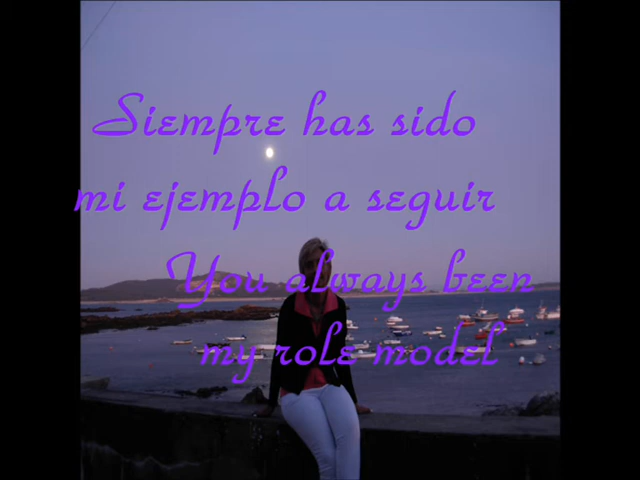 Siempre has sido
mi ejemplo a seguir
You always been
my role model